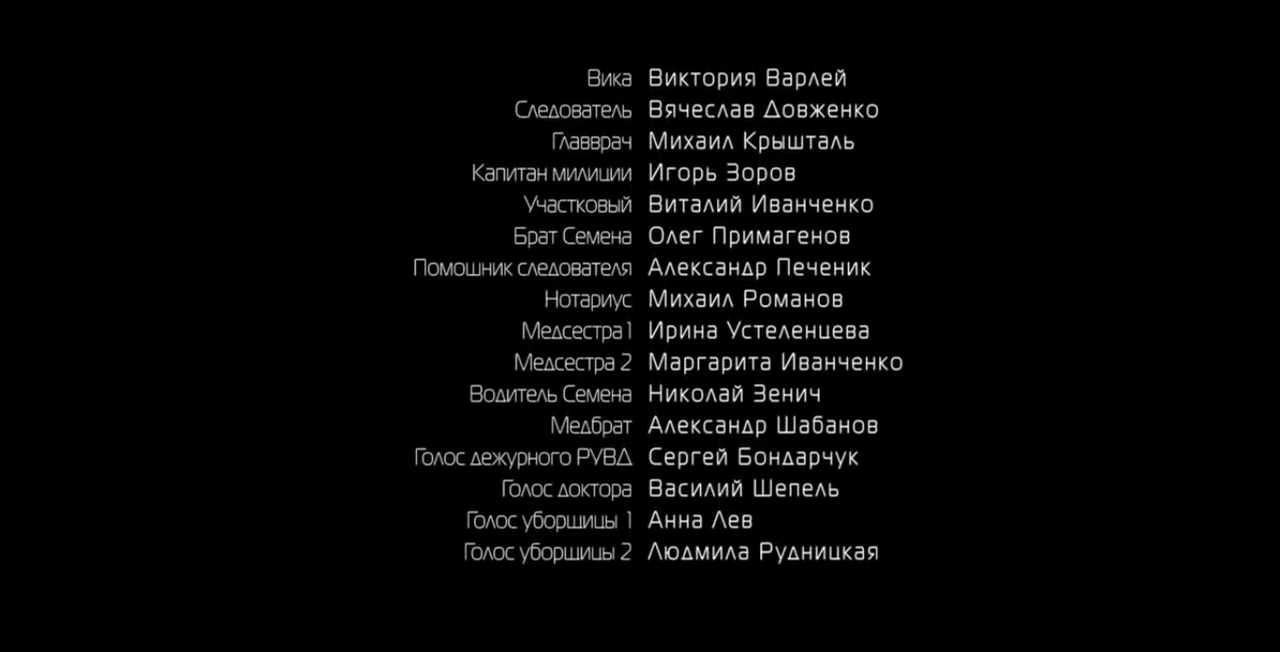 Вика Виктория Варлей
Следователь Вячеслав Довженко
Главврач Михаил Крышталь
Капитан милиции Игорь Зоров
Участковый Виталий Иванченко
Брат Семена Олег Примагенов
Помошник следователя Александр Печеник
Нотариус Михаил Романов
Медсестра 1 Ирина Устеленцева
Медсестра 2 Маргарита Иванченко
Водитель Семена Николай Зенич
Медбрат Александр Шабанов
Голос дежурного РУВД Сергей Бондарчук
Голос доктора Василий Шепель
Голос уборщицы 1 Анна Лев
Голос уборщицы 2 Людмила Рудницкая